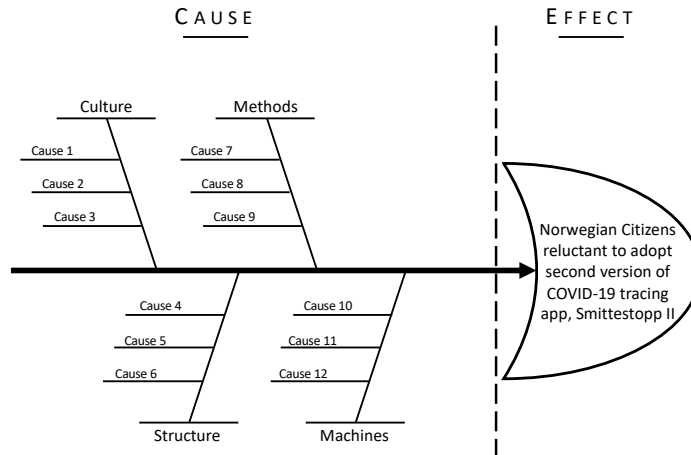 CAUSE
EFFECT
Culture
Methods
Cause 1
Cause 2
Cause 3
Cause 7
Cause 8
Cause 9
Norwegian Citizens
reluctant to adopt
second version of
COVID-19 tracing
app, Smittestopp II
Cause 4
Cause 5
Cause 6
Cause 10
Cause 11
Cause 12
Structure
Machines